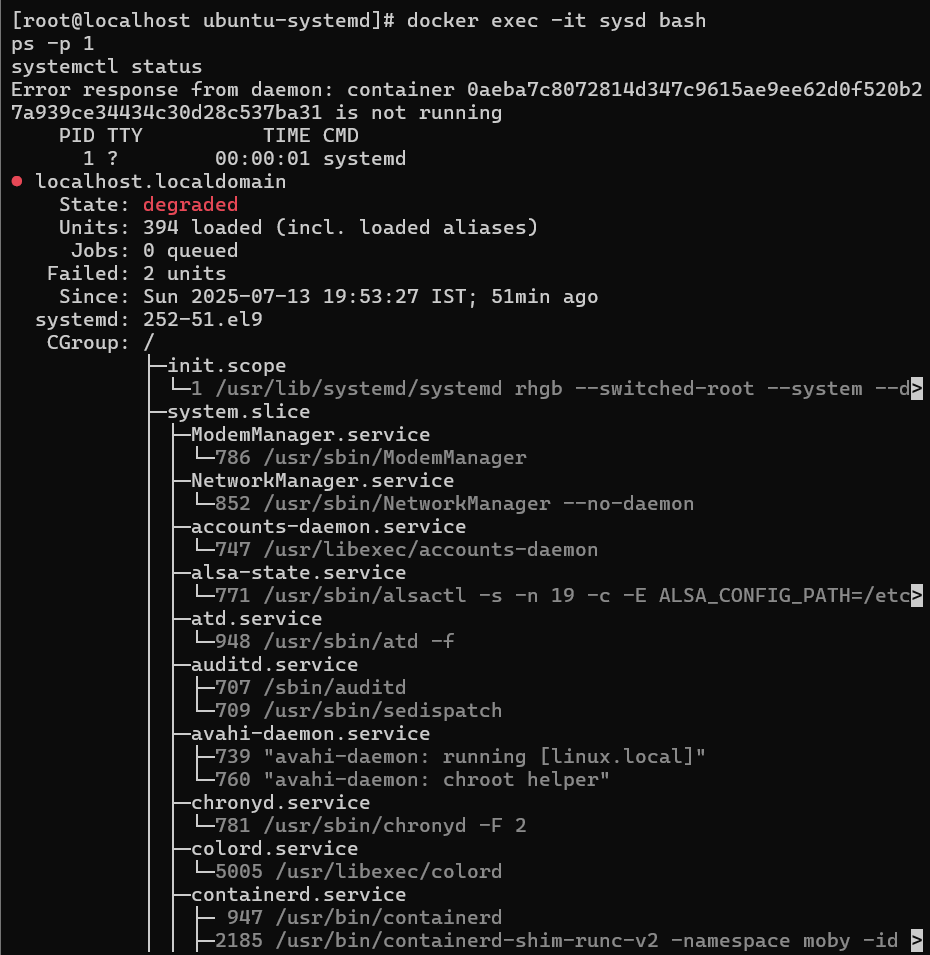 [root@localhost ubuntu-systemd]# docker exec -it sysd bash
ps -p 1
systemctl status
Error response from daemon: container 0aeba7c8072814d347c9615ae9ee62d0f520b2
7a939ce34434c30d28c537ba31 is not running
    PID TTY          TIME CMD
      1 ?        00:00:01 systemd
● localhost.localdomain
    State: degraded
    Units: 394 loaded (incl. loaded aliases)
     Jobs: 0 queued
   Failed: 2 units
    Since: Sun 2025-07-13 19:53:27 IST; 51min ago
  systemd: 252-51.el9
   CGroup: /
           ├─init.scope
           │ └─1 /usr/lib/systemd/systemd rhgb --switched-root --system --d>
           ├─system.slice
           │ ├─ModemManager.service
           │ │ └─786 /usr/sbin/ModemManager
           │ ├─NetworkManager.service
           │ │ └─852 /usr/sbin/NetworkManager --no-daemon
           │ ├─accounts-daemon.service
           │ │ └─747 /usr/libexec/accounts-daemon
           │ ├─alsa-state.service
           │ │ └─771 /usr/sbin/alsactl -s -n 19 -c -E ALSA_CONFIG_PATH=/etc>
           │ ├─atd.service
           │ │ └─948 /usr/sbin/atd -f
           │ ├─auditd.service
           │ │ ├─707 /sbin/auditd
           │ │ └─709 /usr/sbin/sedispatch
           │ ├─avahi-daemon.service
           │ │ ├─739 "avahi-daemon: running [linux.local]"
           │ │ └─760 "avahi-daemon: chroot helper"
           │ ├─chronyd.service
           │ │ └─781 /usr/sbin/chronyd -F 2
           │ ├─colord.service
           │ │ └─5005 /usr/libexec/colord
           │ ├─containerd.service
           │ │ ├─ 947 /usr/bin/containerd
           │ │ ├─2185 /usr/bin/containerd-shim-runc-v2 -namespace moby -id >